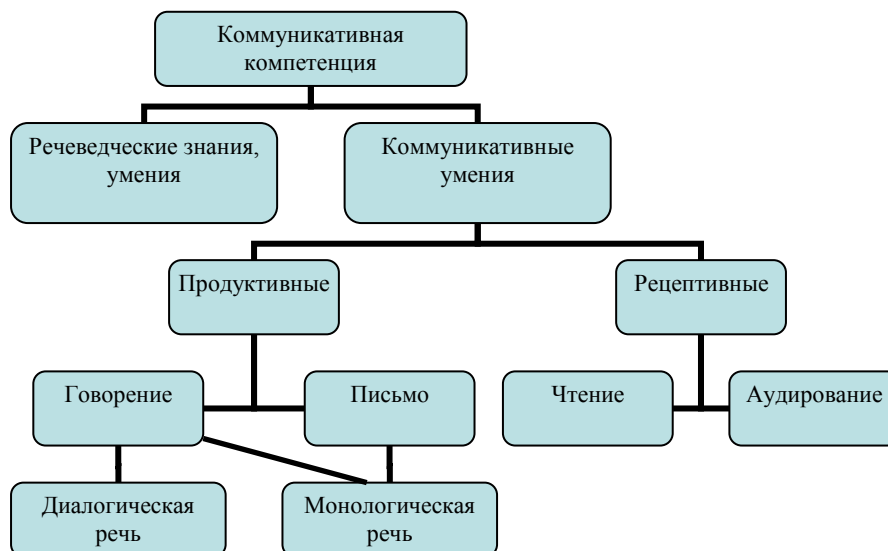 Коммуникативная
компетенция
Речеведческие знания,
умения
Коммуникативные
умения
Продуктивные
Рецептивные
Говорение
Письмо
Чтение
Аудирование
Диалогическая
речь
Монологическая
речь